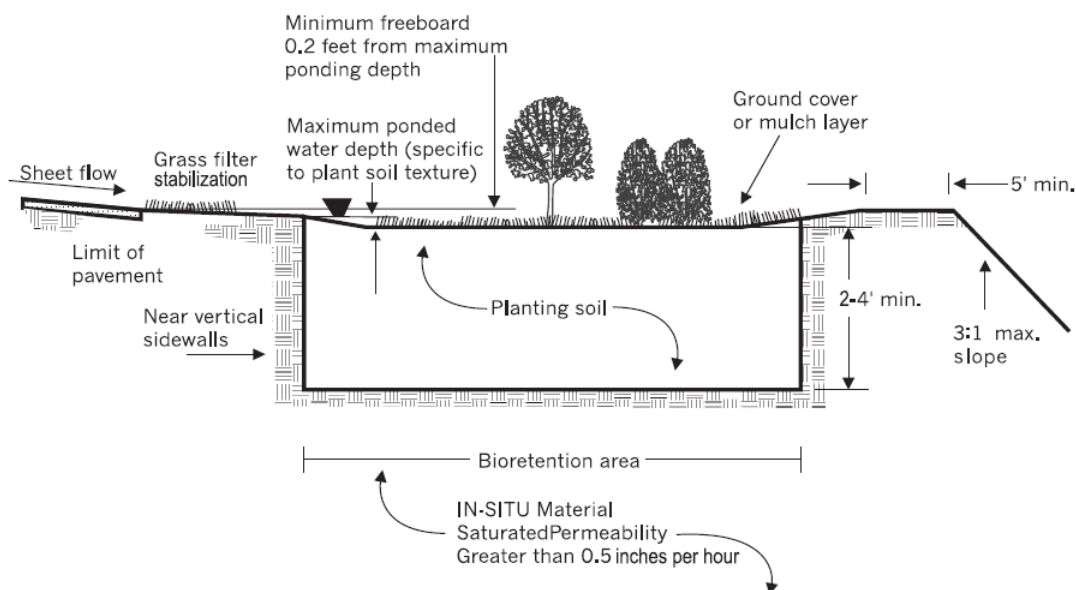 Minimum freeboard
0.2 feet from maximum
ponding depth
Maximum ponded
water depth (specific
to plant soil texture)
Ground cover
or mulch layer
Sheet flow
Grass filter
stabilization
5' min.
Limit of
pavement
Near vertical
sidewalls
Planting soil
2-4' min.
3:1 max.
slope
Bioretention area
IN-SITU Material
SaturatedPermeability
Greater than 0.5 inches per hour